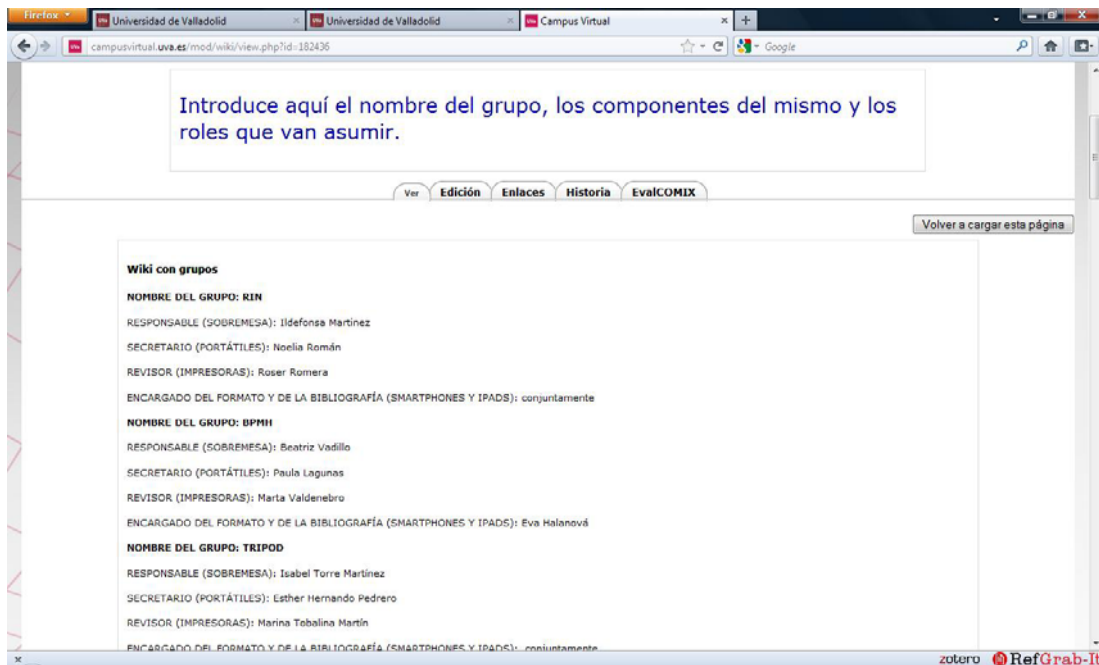 Firefox
Universidad de Valladolid
Universidad de Valladolid
Campus Virtual
campusvirtual.uva.es/mod/wiki/view.php?id=182436
Google
Introduce aquí el nombre del grupo, los componentes del mismo y los
roles que van asumir.
Ver Edición Enlaces Historia EvalCOMIX
Volver a cargar esta página
Wiki con grupos
NOMBRE DEL GRUPO: RIN
RESPONSABLE (SOBREMESA): Ildefonsa Martinez
SECRETARIO (PORTÁTILES): Noelia Román
REVISOR (IMPRESORAS): Roser Romera
ENCARGADO DEL FORMATO Y DE LA BIBLIOGRAFÍA (SMARTPHONES Y IPADS): conjuntamente
NOMBRE DEL GRUPO: BPMH
RESPONSABLE (SOBREMESA): Beatriz Vadillo
SECRETARIO (PORTÁTILES): Paula Lagunas
REVISOR (IMPRESORAS): Marta Valdenebro
ENCARGADO DEL FORMATO Y DE LA BIBLIOGRAFÍA (SMARTPHONES Y IPADS): Eva Halanová
NOMBRE DEL GRUPO: TRIPOD
RESPONSABLE (SOBREMESA): Isabel Torre Martínez
SECRETARIO (PORTÁTILES): Esther Hernando Pedrero
REVISOR (IMPRESORAS): Marina Tobalina Martín
ENCARGADO DEL FORMATO Y DE LA BIBLIOGRAFÍA (SMARTPHONES Y IPADS): conjuntamente
zotero RefGrab-It